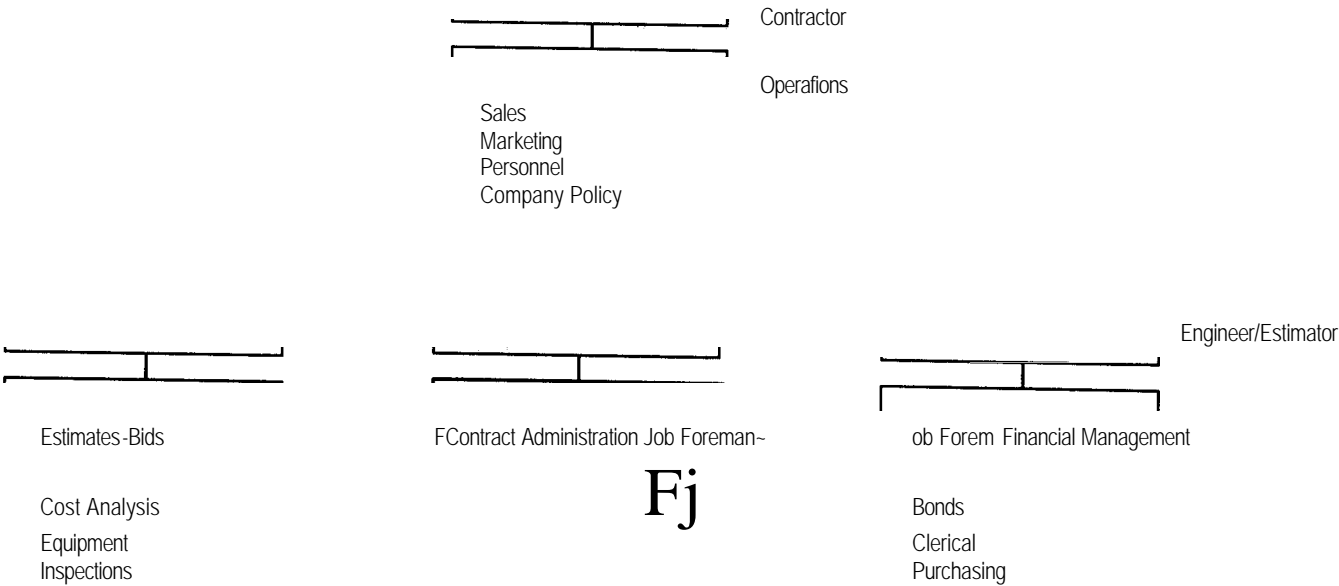 Contractor
Operafions
Sales
Marketing
Personnel
Company Policy
Engineer/Estimator
Estimates-Bids
FContract Administration Job Foreman~
ob Forem Financial Management
Fj
Cost Analysis
Bonds
Equipment
Clerical
Inspections
Purchasing